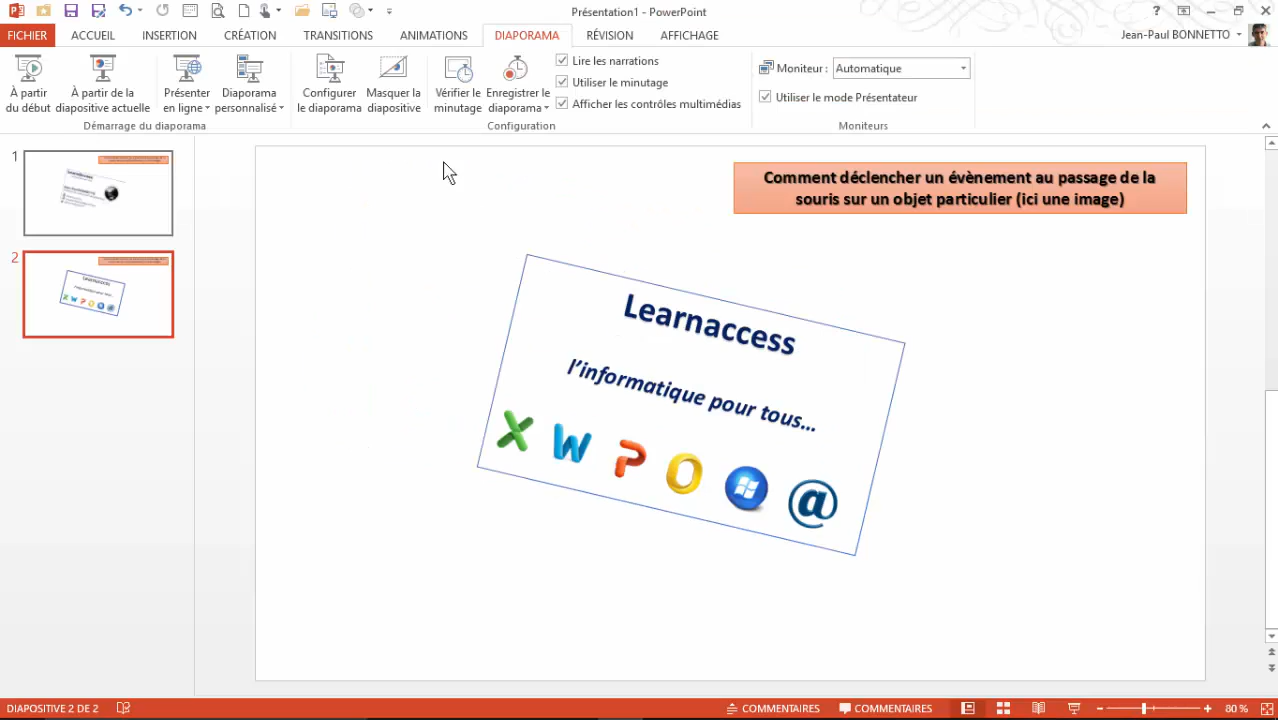 Présentation1 - PowerPoint
?
FICHIER ACCUEIL INSERTION CRÉATION TRANSITIONS ANIMATIONS DIAPORAMA RÉVISION AFFICHAGE
Jean-Paul BONNETTO
À partir du début
À partir de la diapositive actuelle
Présenter en ligne
Diaporama personnalisé
Démarrage du diaporama
Configurer le diaporama
Masquer la diapositive
Vérifier le minutage
Enregistrer le diaporama
Lire les narrations
Utiliser le minutage
Afficher les contrôles multimédias
Configuration
Moniteur : Automatique
Utiliser le mode Présentateur
Moniteurs
1
2
Comment déclencher un évènement au passage de la
souris sur un objet particulier (ici une image)
Learnaccess
l'informatique pour tous...
X W P O @
DIAPOSITIVE 2 DE 2
COMMENTAIRES
COMMENTAIRES
80 %